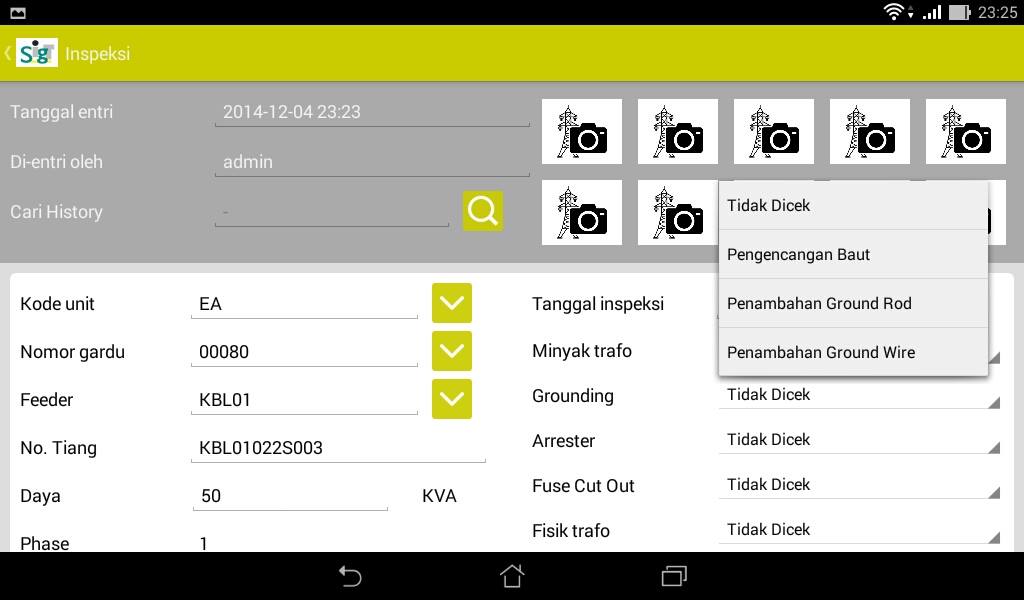 23:25
SigIT Inspeksi
Tanggal entri 2014-12-04 23:23
Di-entri oleh admin
Cari History -
Tidak Dicek
Pengencangan Baut
Penambahan Ground Rod
Penambahan Ground Wire
Kode unit EA
Nomor gardu 00080
Feeder KBL01
No. Tiang KBL01022S003
Daya 50 KVA
Phase 1
Tanggal inspeksi
Minyak trafo
Grounding Tidak Dicek
Arrester Tidak Dicek
Fuse Cut Out Tidak Dicek
Fisik trafo Tidak Dicek